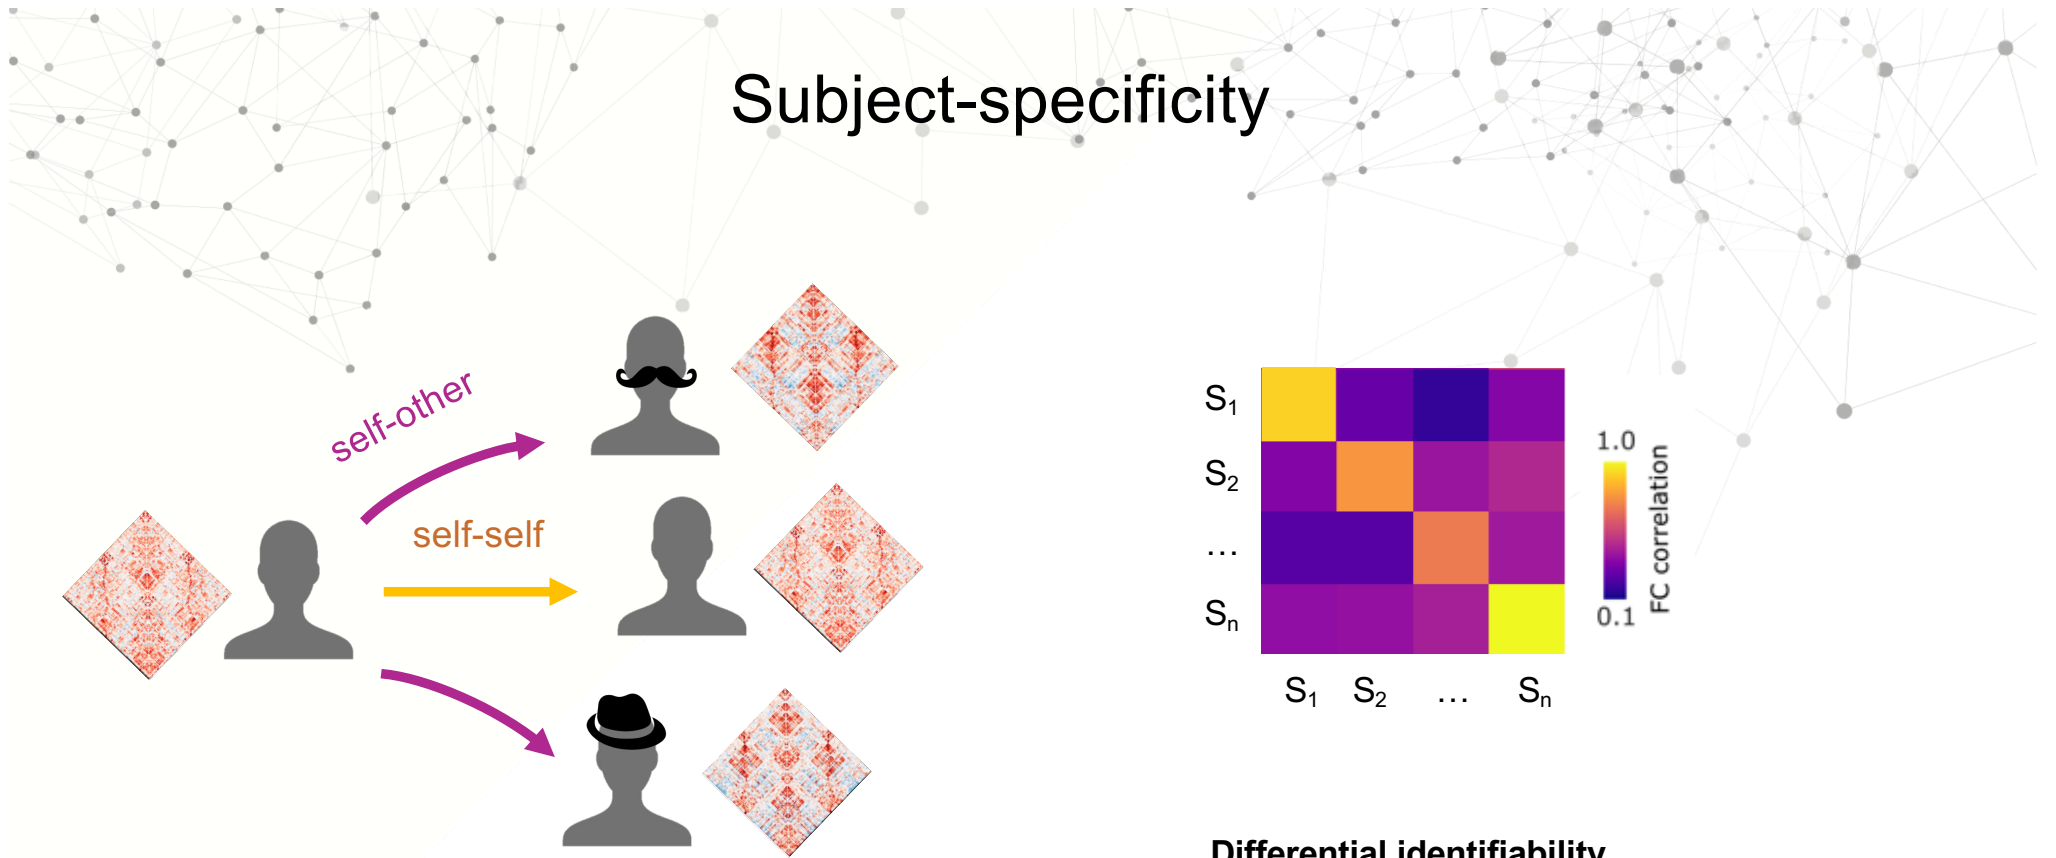 Subject-specificity
self-other
self-self
S1
S2
…
Sn
S1 S2 … Sn
1.0
0.1
FC correlation
Differential identifiability